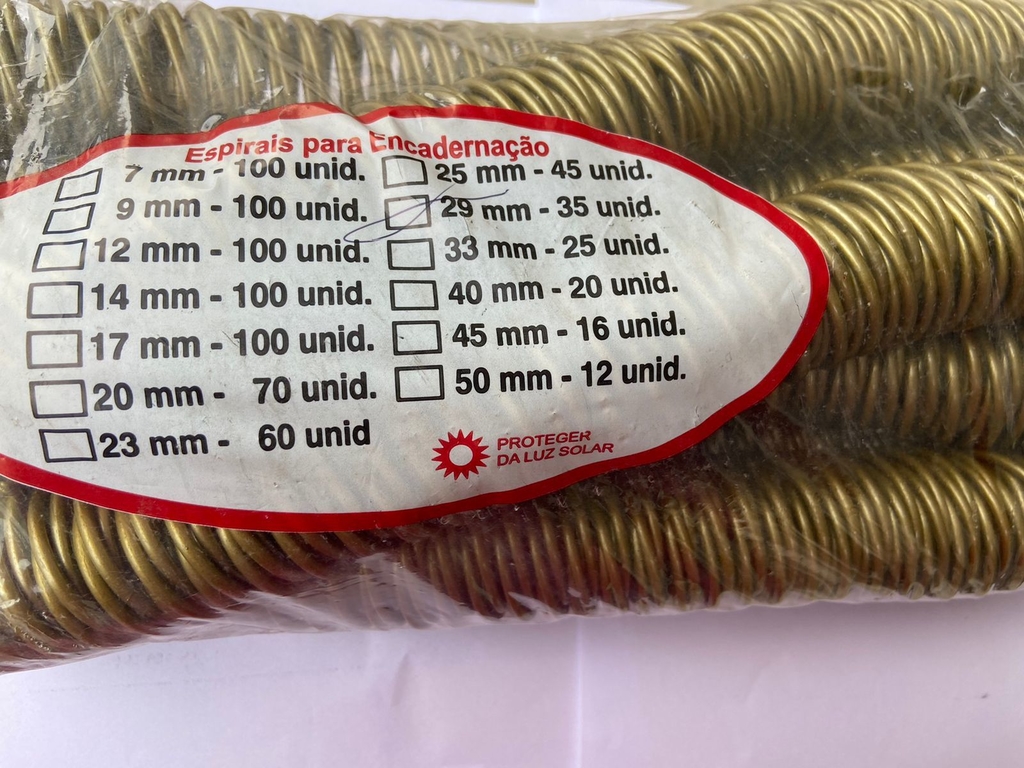 Espirais para Encadernação
7 mm - 100 unid.
9 mm - 100 unid.
12 mm - 100 unid.
14 mm - 100 unid.
17 mm - 100 unid.
20 mm - 70 unid.
23 mm - 60 unid
25 mm - 45 unid.
29 mm - 35 unid.
33 mm - 25 unid.
40 mm - 20 unid.
45 mm - 16 unid.
50 mm - 12 unid.
PROTEGER
DA LUZ SOLAR